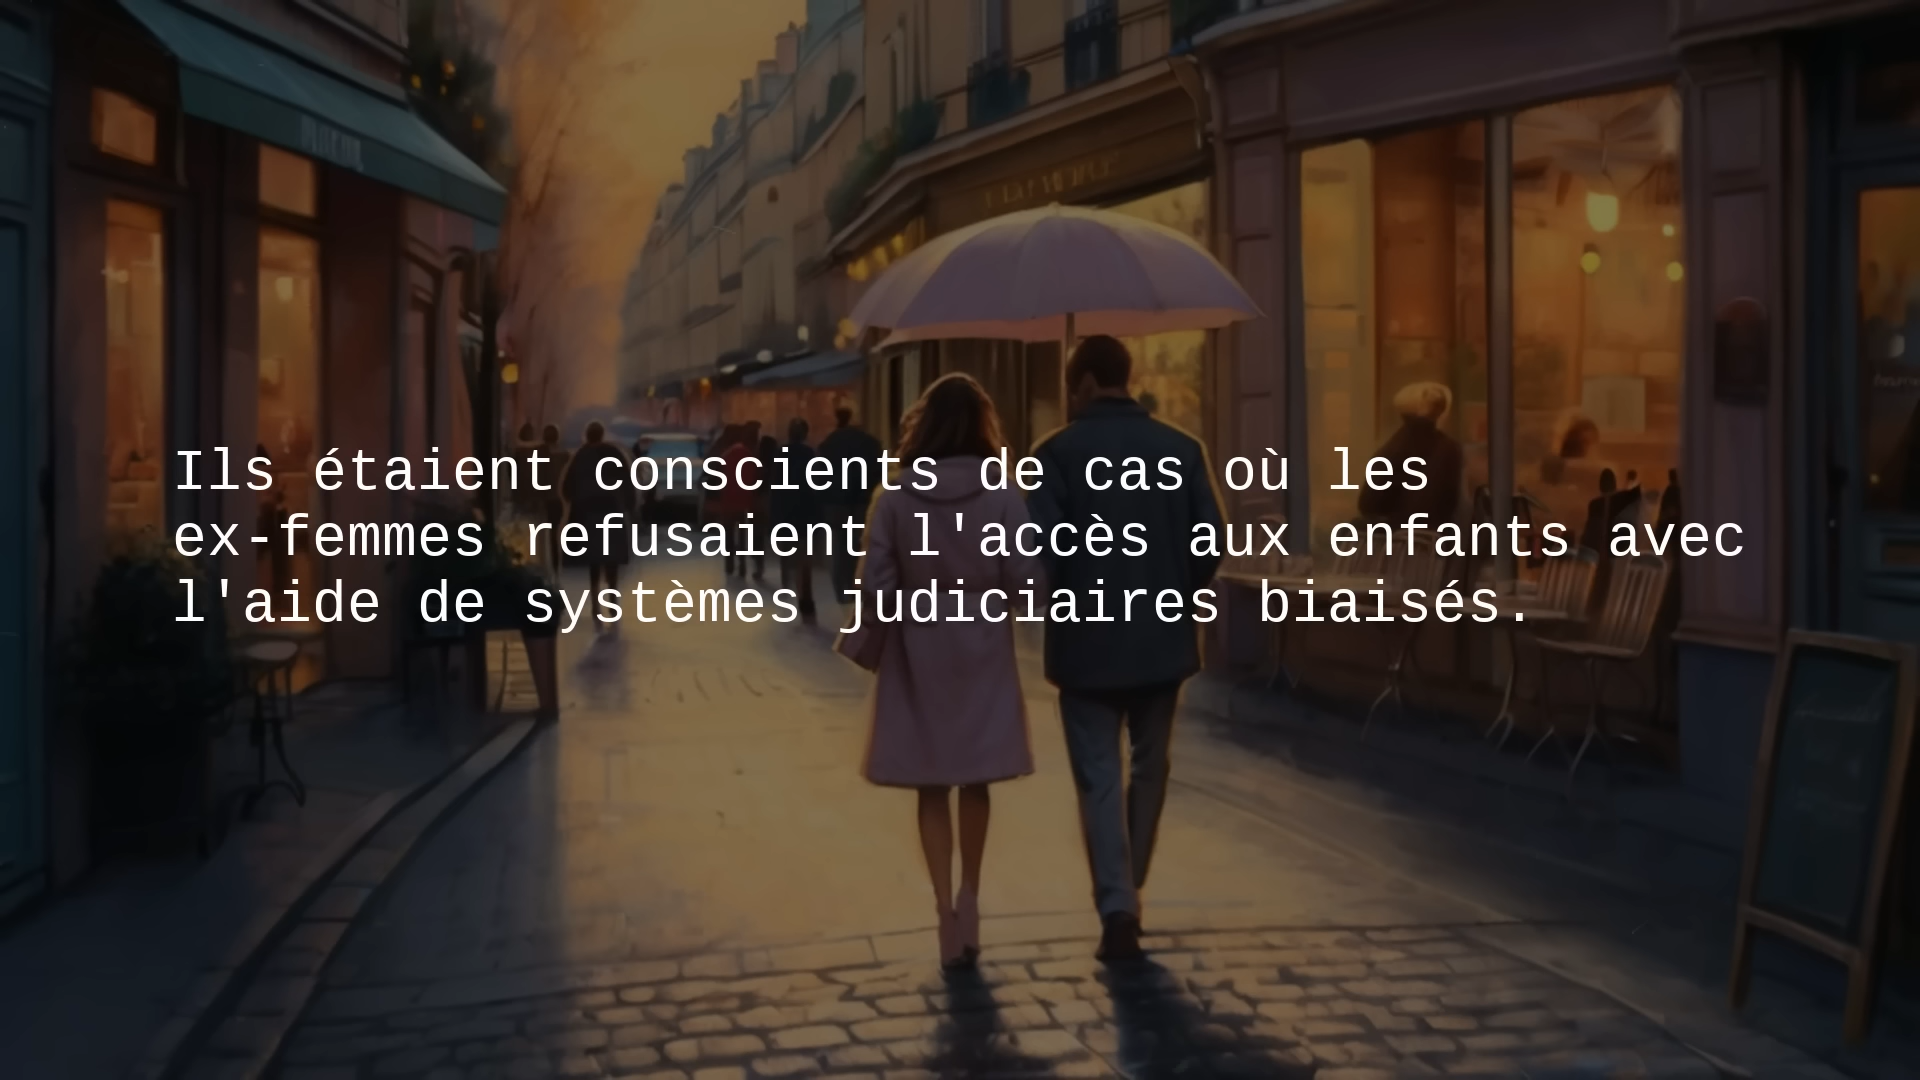 Ils étaient conscients de cas où les
ex-femmes refusaient l'accès aux enfants avec
l'aide de systèmes judiciaires biaisés.